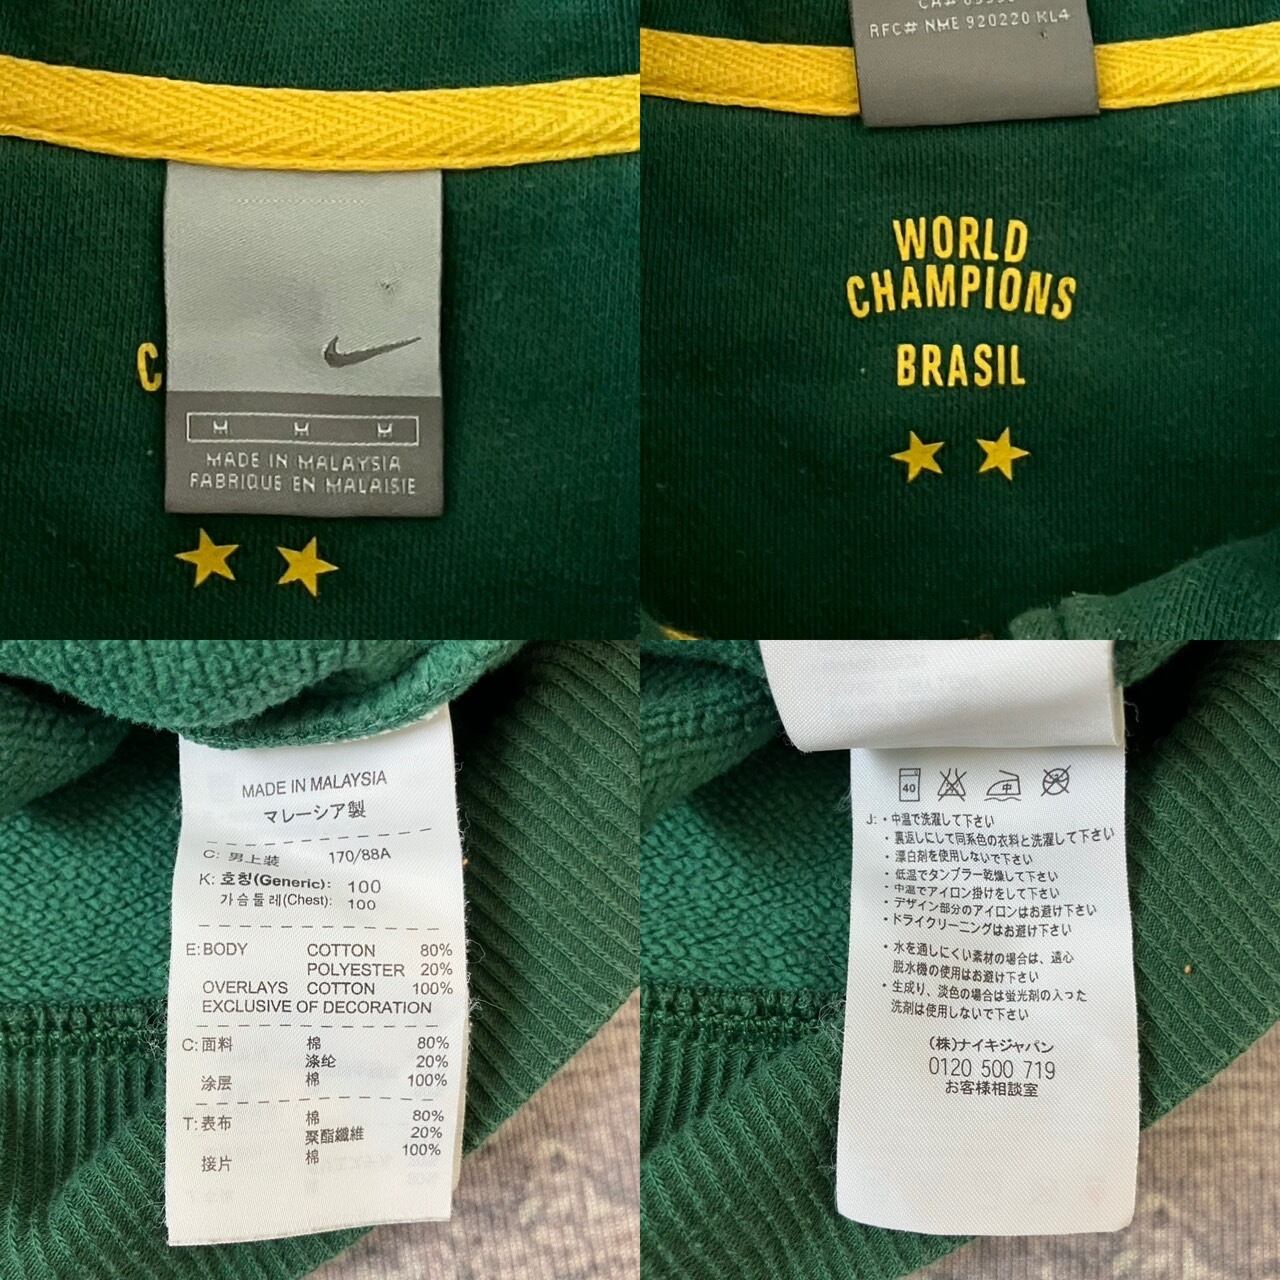 C
M M M
MADE IN MALAYSIA
FABRIQUE EN MALAISIE
RFC# NME 920220 KL4
WORLD
CHAMPIONS
BRASIL
MADE IN MALAYSIA
マレーシア製
C: 男上装 170/88A
K: 호칭(Generic): 100
가슴둘레(Chest): 100
E: BODY COTTON 80%
POLYESTER 20%
OVERLAYS COTTON 100%
EXCLUSIVE OF DECORATION
C: 面料 棉 80%
涤纶 20%
涂层 棉 100%
T: 表布 棉 80%
聚酯纖維 20%
接片 棉 100%
40 中
J: ・中温で洗濯して下さい
・裏返しにして同系色の衣料と洗濯して下さい
・漂白剤を使用しないで下さい
・低温でタンブラー乾燥して下さい
・中温でアイロン掛けをして下さい
・デザイン部分のアイロンはお避け下さい
・ドライクリーニングはお避け下さい
・水を通しにくい素材の場合は、遠心
脱水機の使用はお避け下さい
・生成り、淡色の場合は蛍光剤の入った
洗剤は使用しないで下さい
(株)ナイキジャパン
0120 500 719
お客様相談室